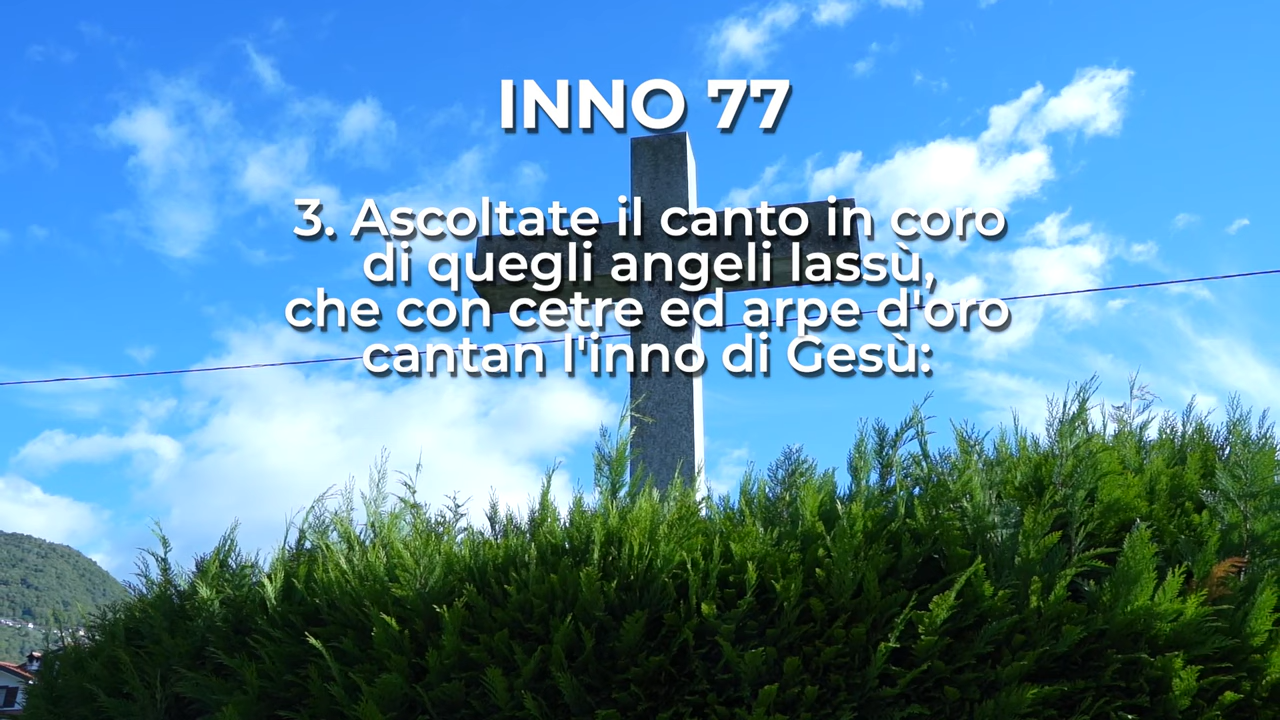 INNO 77
3. Ascoltate il canto in coro
di quegli angeli lassù,
che con cetre ed arpe d'oro
cantan l'inno di Gesù: